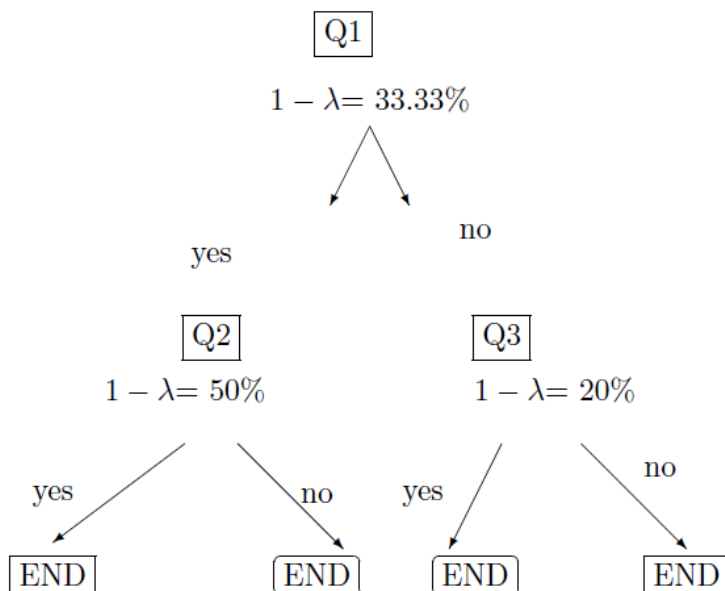 Q1
1 − λ= 33.33%
no
yes
Q2 Q3
1 − λ= 50% 1 − λ= 20%
yes no yes no
END END END END